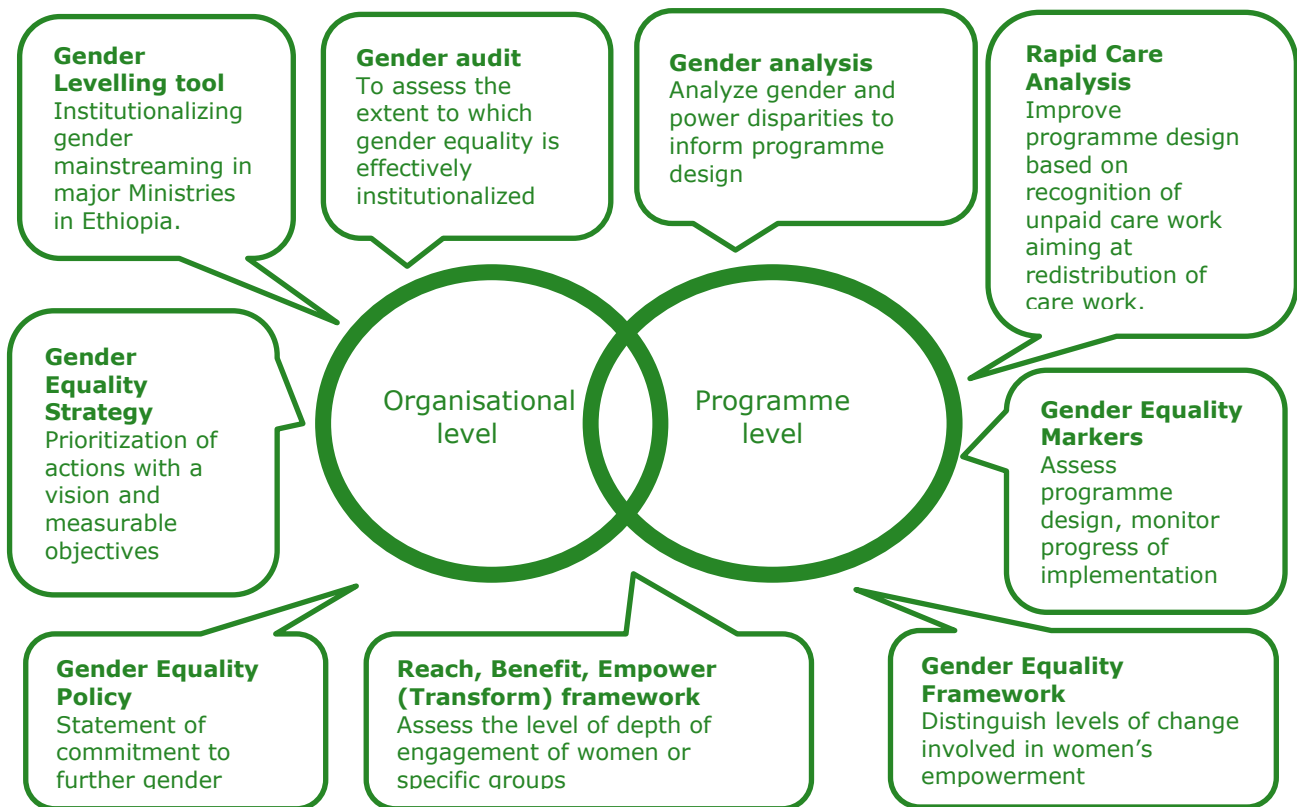 Gender
Levelling tool
Institutionalizing
gender
mainstreaming in
major Ministries
in Ethiopia.
Gender audit
To assess the
extent to which
gender equality is
effectively
institutionalized
Gender analysis
Analyze gender and
power disparities to
inform programme
design
Rapid Care
Analysis
Improve
programme design
based on
recognition of
unpaid care work
aiming at
redistribution of
care work.
Gender
Equality
Strategy
Prioritization of
actions with a
vision and
measurable
objectives
Organisational
level
Programme
level
Gender Equality
Markers
Assess
programme
design, monitor
progress of
implementation
Gender Equality
Policy
Statement of
commitment to
further gender
Reach, Benefit, Empower
(Transform) framework
Assess the level of depth of
engagement of women or
specific groups
Gender Equality
Framework
Distinguish levels of change
involved in women’s
empowerment